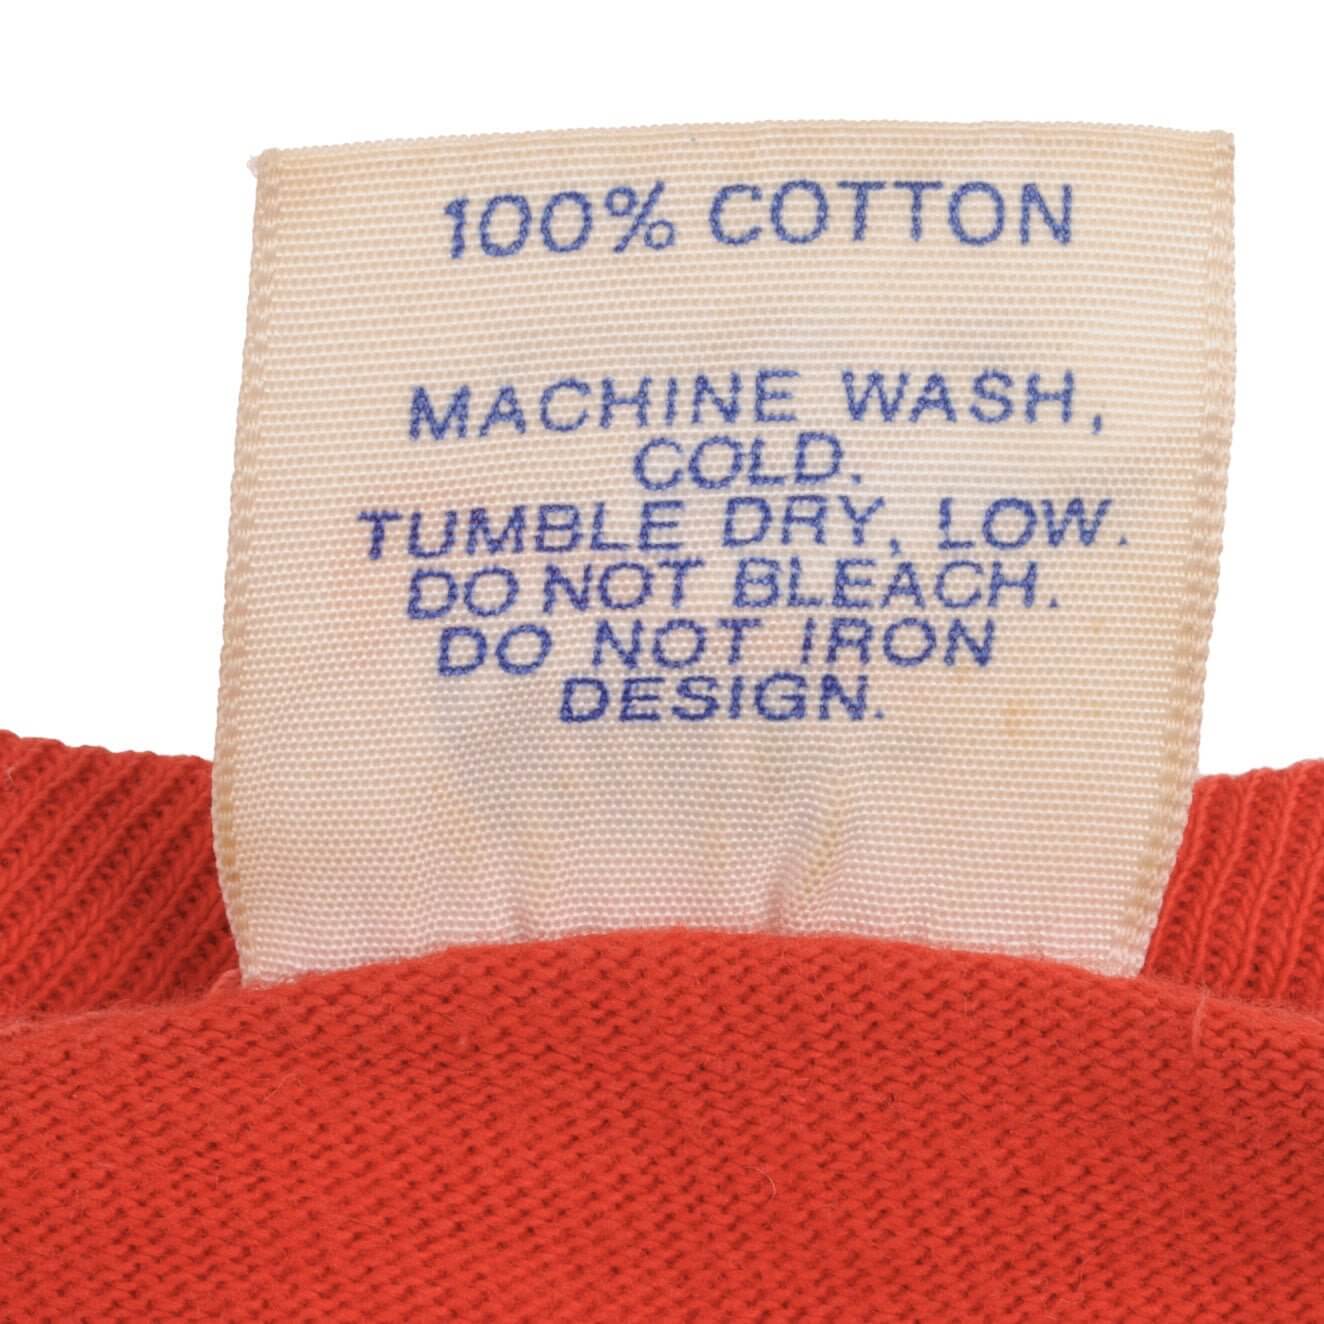 100% COTTON
MACHINE WASH,
COLD.
TUMBLE DRY, LOW.
DO NOT BLEACH.
DO NOT IRON
DESIGN.